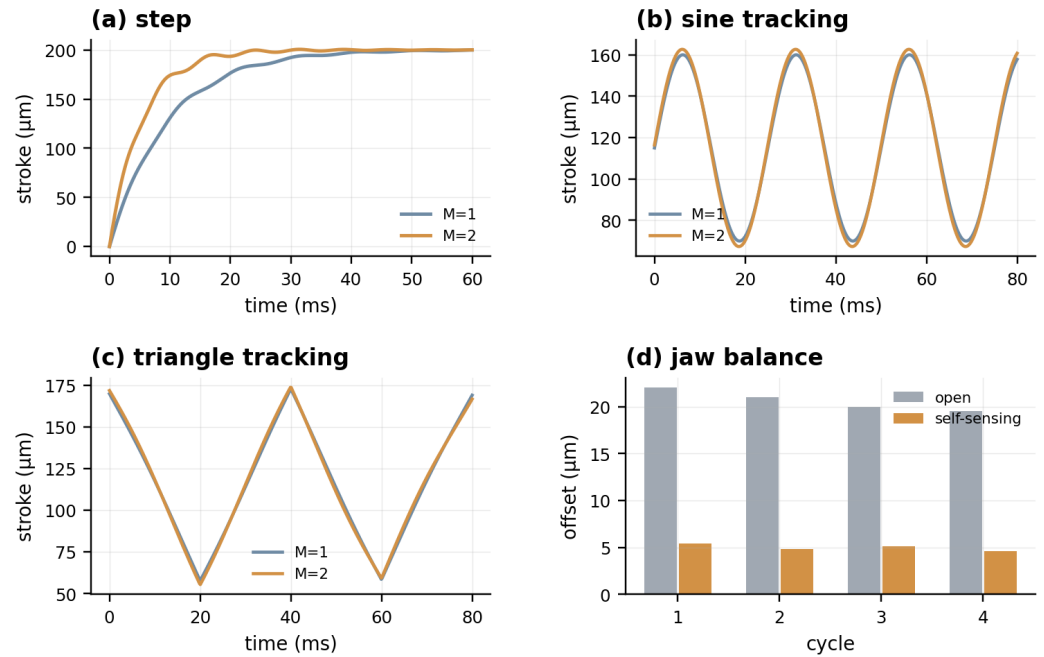 (a) step
stroke (μm)
200
150
100
50
0
M=1
M=2
0 10 20 30 40 50 60
time (ms)
(b) sine tracking
stroke (μm)
160
140
120
100
80
M=1
M=2
0 20 40 60 80
time (ms)
(c) triangle tracking
stroke (μm)
175
150
125
100
75
50
M=1
M=2
0 20 40 60 80
time (ms)
(d) jaw balance
offset (μm)
20
15
10
5
0
open
self-sensing
1 2 3 4
cycle